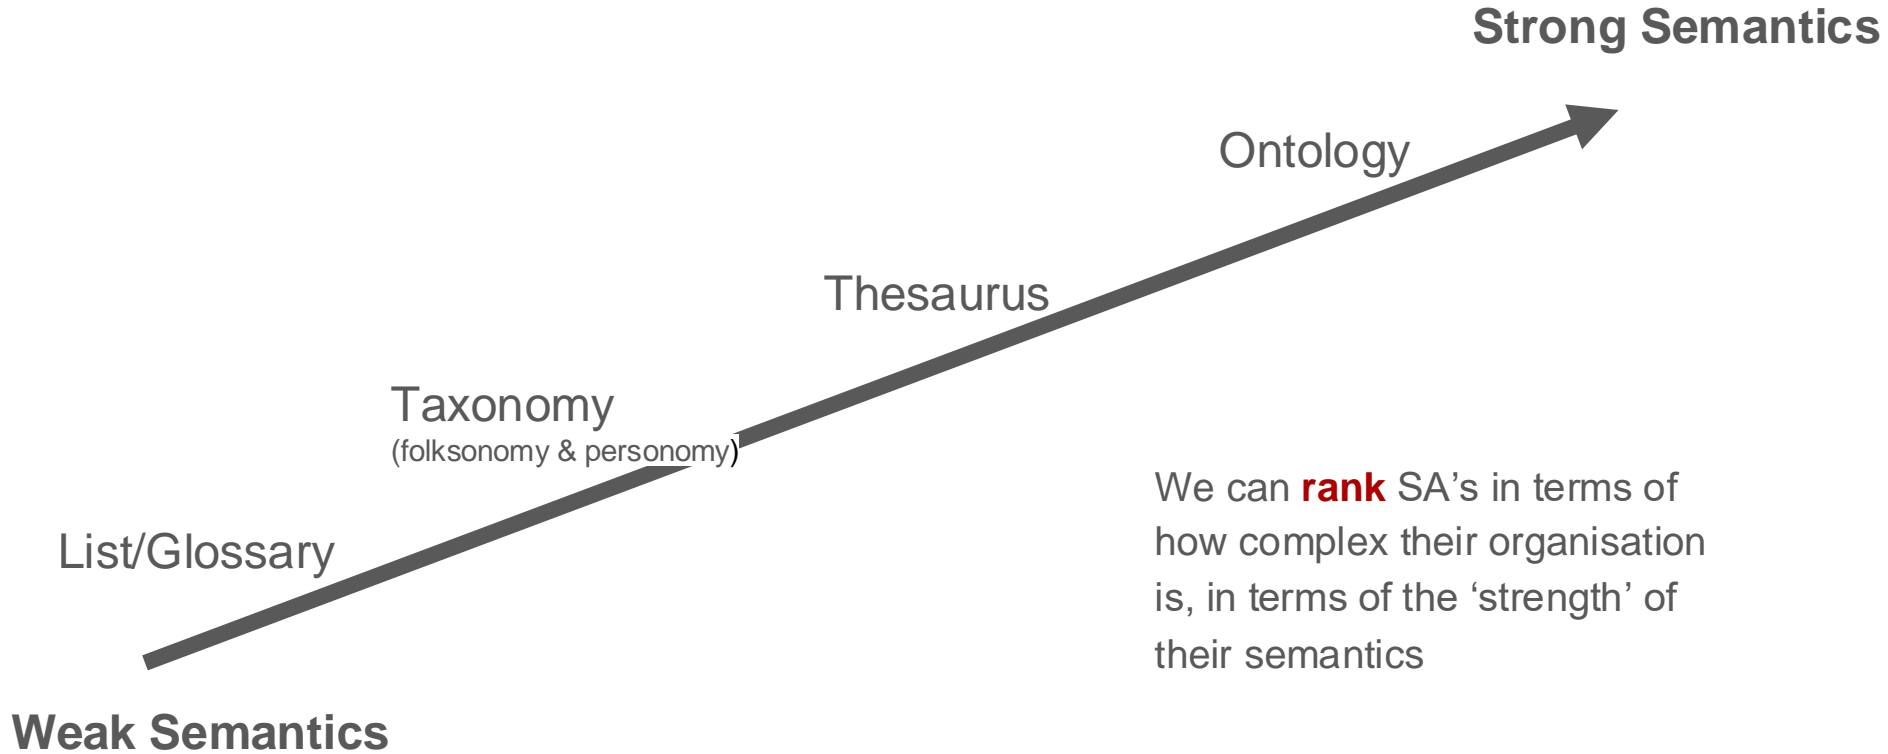 Strong Semantics
Ontology
Thesaurus
Taxonomy
(folksonomy & personomy)
List/Glossary
We can rank SA’s in terms of
how complex their organisation
is, in terms of the ‘strength’ of
their semantics
Weak Semantics